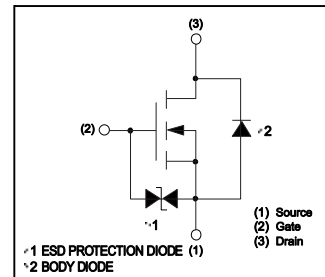 (3)
(2)
*2
*1
(1) Source
(2) Gate
(3) Drain
*1 ESD PROTECTION DIODE (1)
*2 BODY DIODE